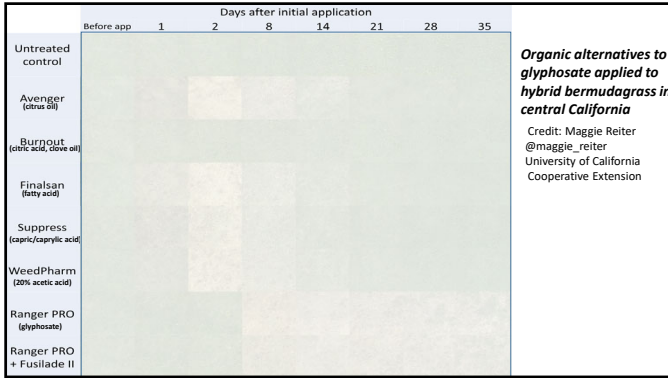 Days after initial application
Before app 1 2 8 14 21 28 35
Untreated
control
Avenger
(citrus oil)
Burnout
(citric acid, clove oil)
Finalsan
(fatty acid)
Suppress
(capric/caprylic acid)
WeedPharm
(20% acetic acid)
Ranger PRO
(glyphosate)
Ranger PRO
+ Fusilade II
Organic alternatives to
glyphosate applied to
hybrid bermudagrass in
central California
Credit: Maggie Reiter
@maggie_reiter
University of California
Cooperative Extension